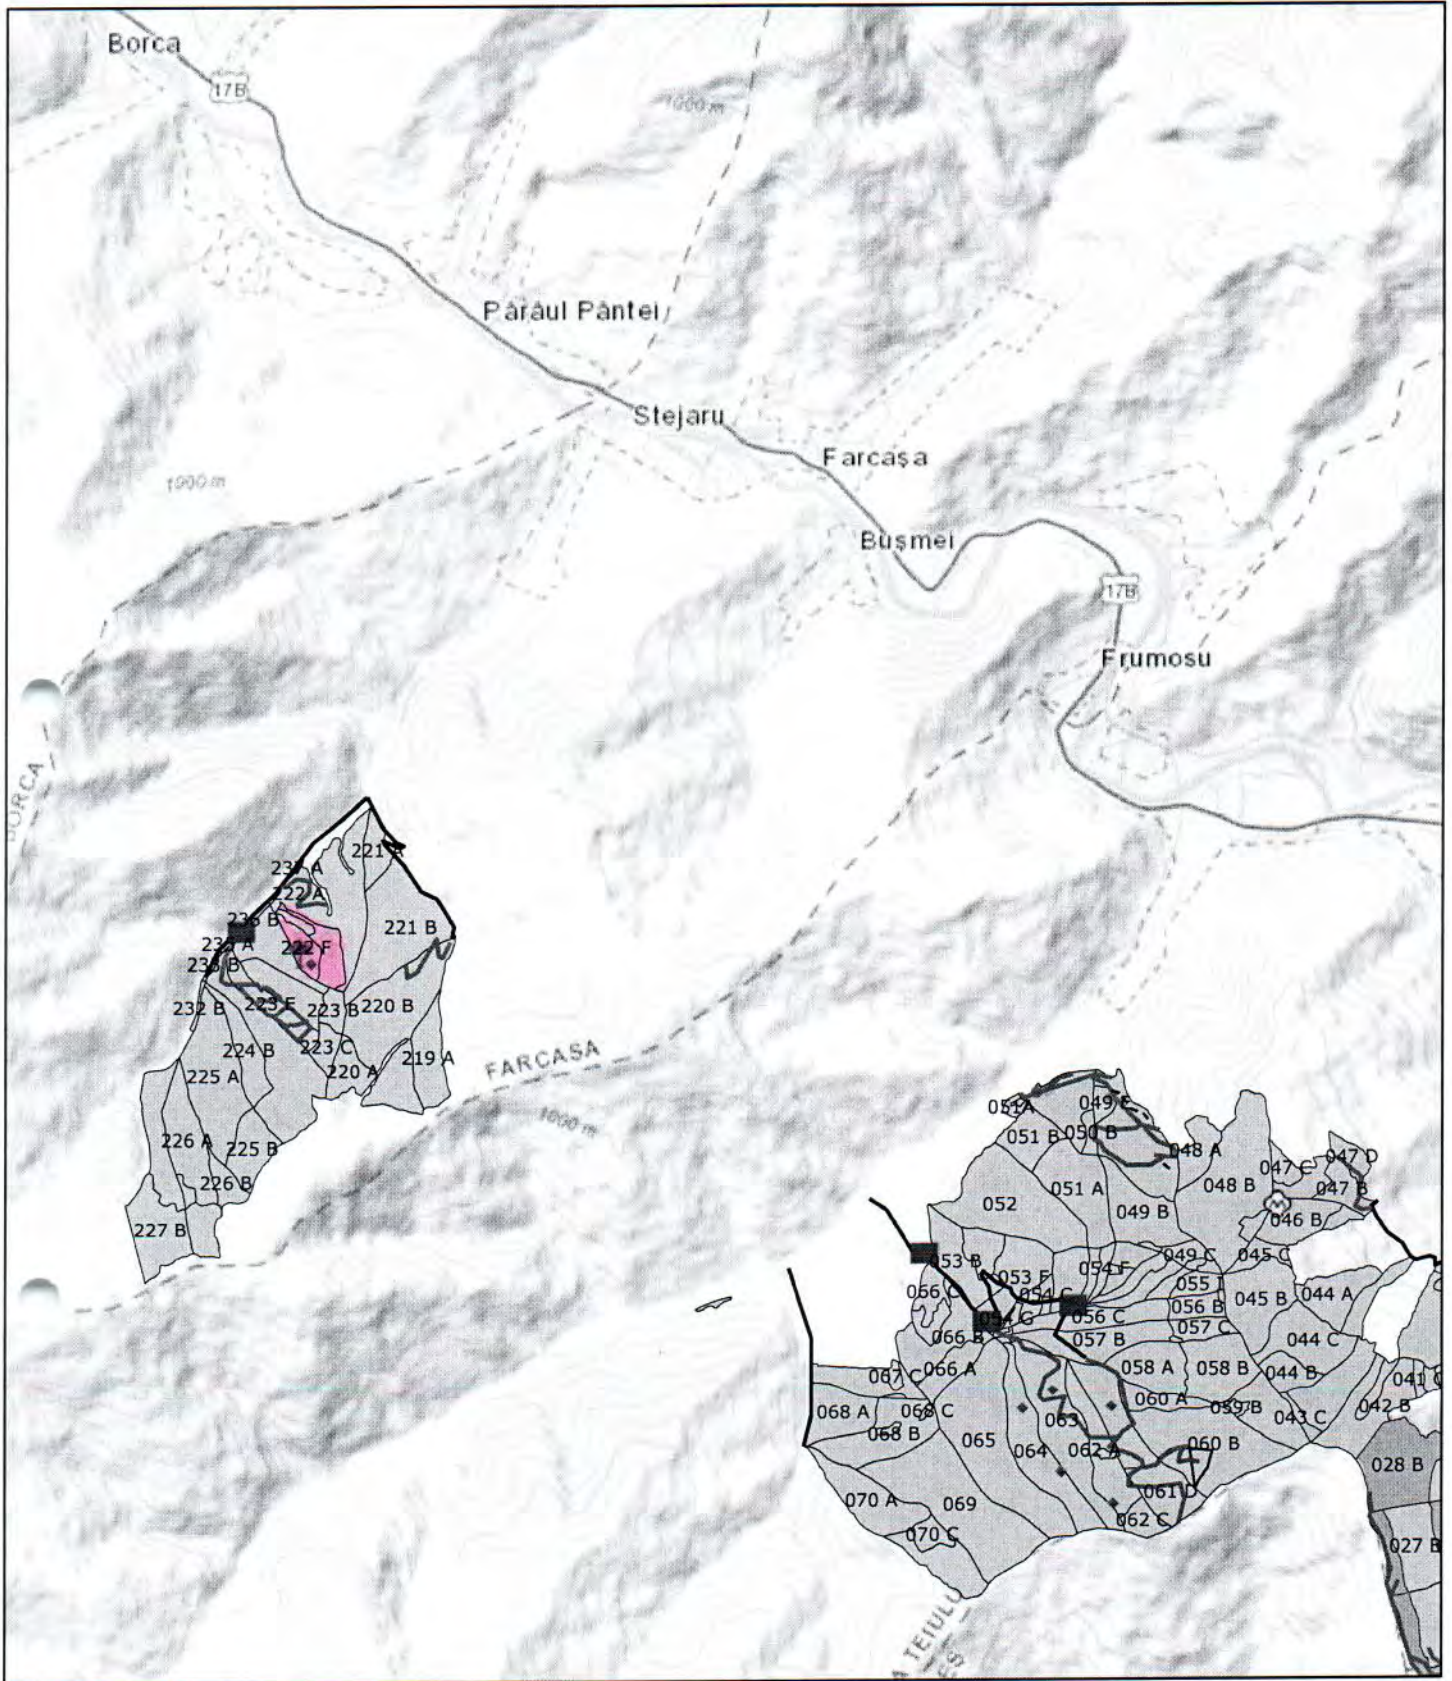 Borca
17B
1000 m
Pârâul Pântei
Stejaru
Farcașa
1000 m
Bușmei
17B
Frumosu
221 A
222 A
221 B
222 F
232 B
223 E
223 B
220 B
224 B
223 C
219 A
225 A
220 A
FARCASA
1000 m
226 A
225 B
226 B
227 B
051A
049 E
051 B
050 B
048 A
047 D
047 C
052
051 A
048 B
047 B
049 B
046 B
053 B
053 F
054 F
049 C
045 C
066 C
054 C
055 I
045 B
044 A
054 G
056 C
056 B
066 B
057 B
057 C
044 C
067 C
066 A
058 A
058 B
044 B
041 C
068 A
068 C
060 A
059 B
043 C
042 B
068 B
065
063
064
062 A
060 B
028 B
070 A
069
061 D
070 C
062 C
027 B
A TEIULU